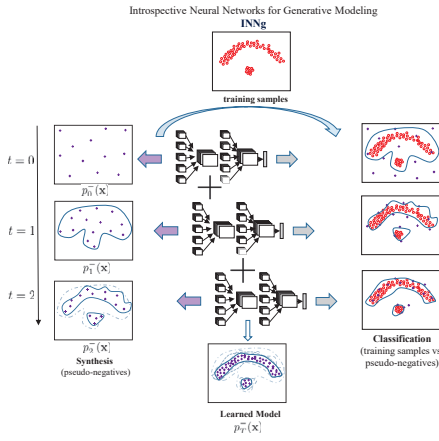 Introspective Neural Networks for Generative Modeling
INNg
training samples
t = 0
p₀⁻(x)
t = 1
p₁⁻(x)
t = 2
p₂⁻(x)
Synthesis
(pseudo-negatives)
Classification
(training samples vs
pseudo-negatives)
Learned Model
p_T⁻(x)